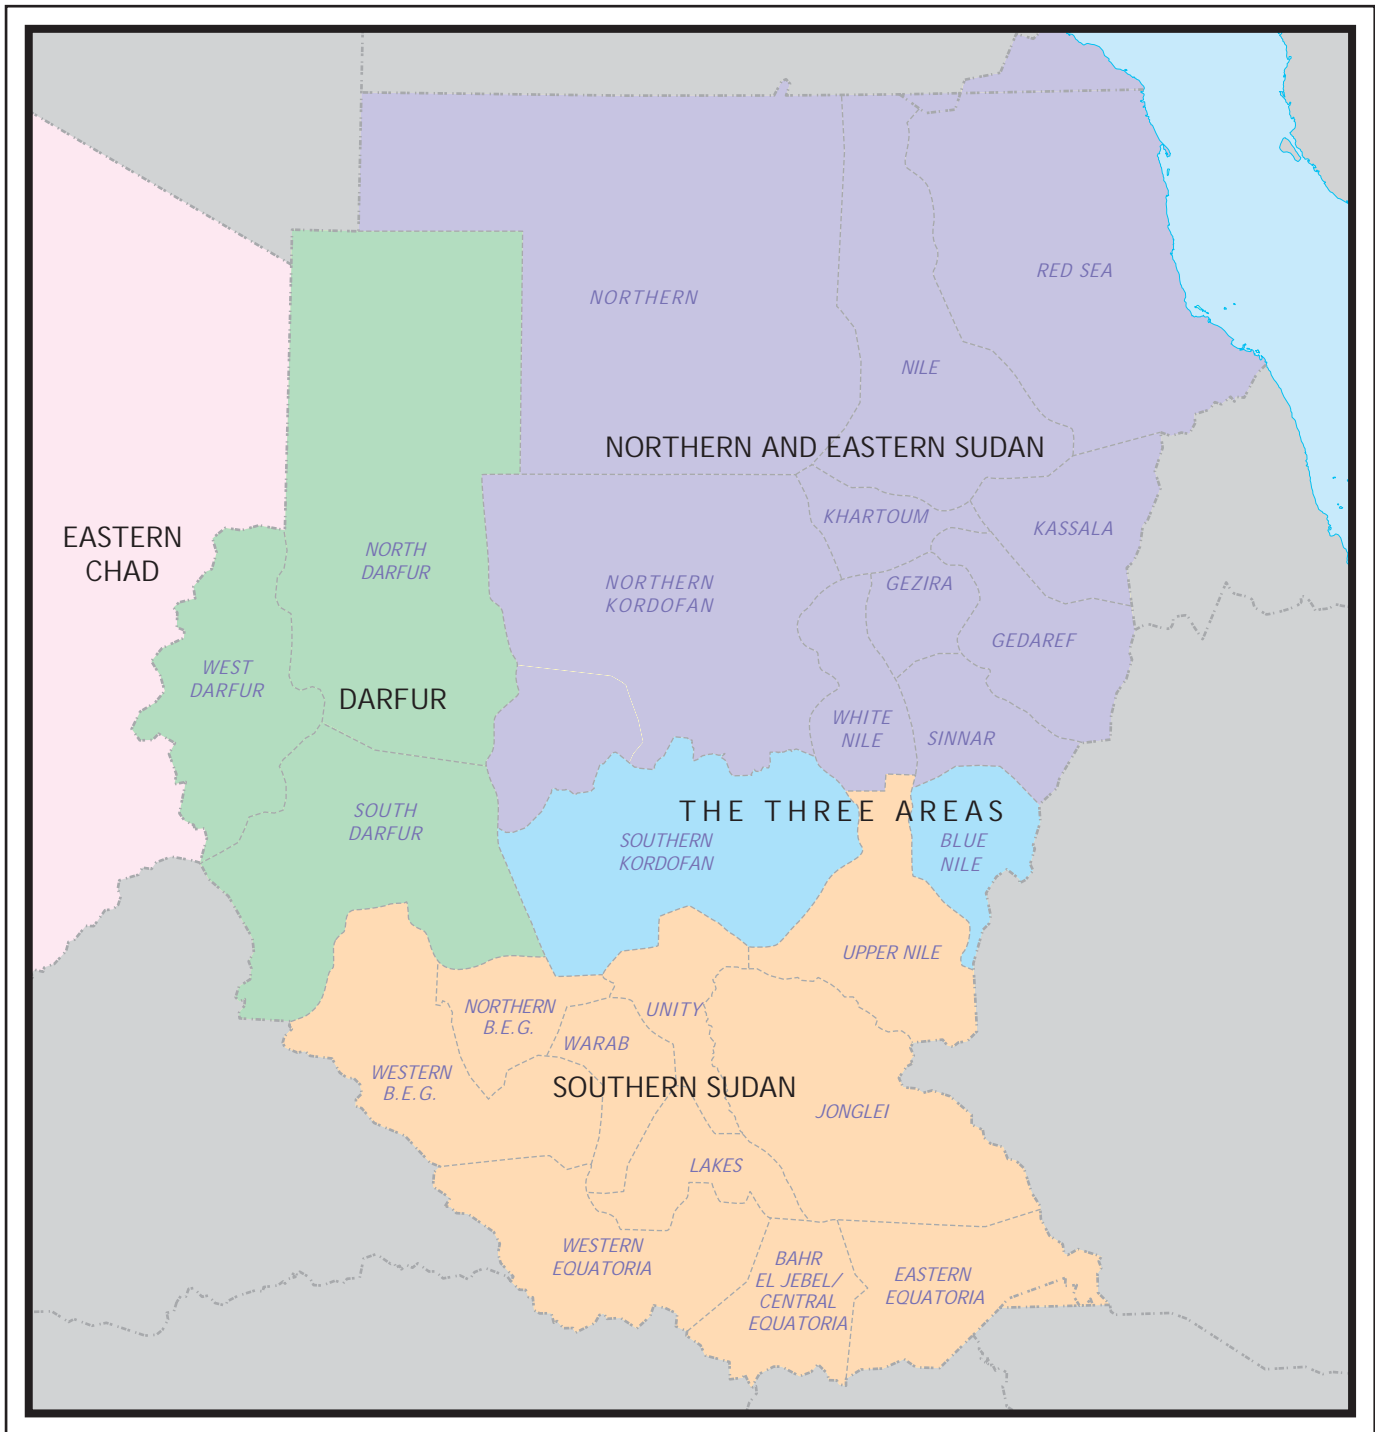 RED SEA
NORTHERN
NILE
NORTHERN AND EASTERN SUDAN
KHARTOUM
KASSALA
EASTERN
CHAD
NORTH
DARFUR
NORTHERN
KORDOFAN
GEZIRA
GEDAREF
WEST
DARFUR
DARFUR
WHITE
NILE
SINNAR
THE THREE AREAS
SOUTH
DARFUR
SOUTHERN
KORDOFAN
BLUE
NILE
UPPER NILE
NORTHERN
B.E.G.
UNITY
WARAB
WESTERN
B.E.G.
SOUTHERN SUDAN
JONGLEI
LAKES
WESTERN
EQUATORIA
BAHR
EL JEBEL/
CENTRAL
EQUATORIA
EASTERN
EQUATORIA